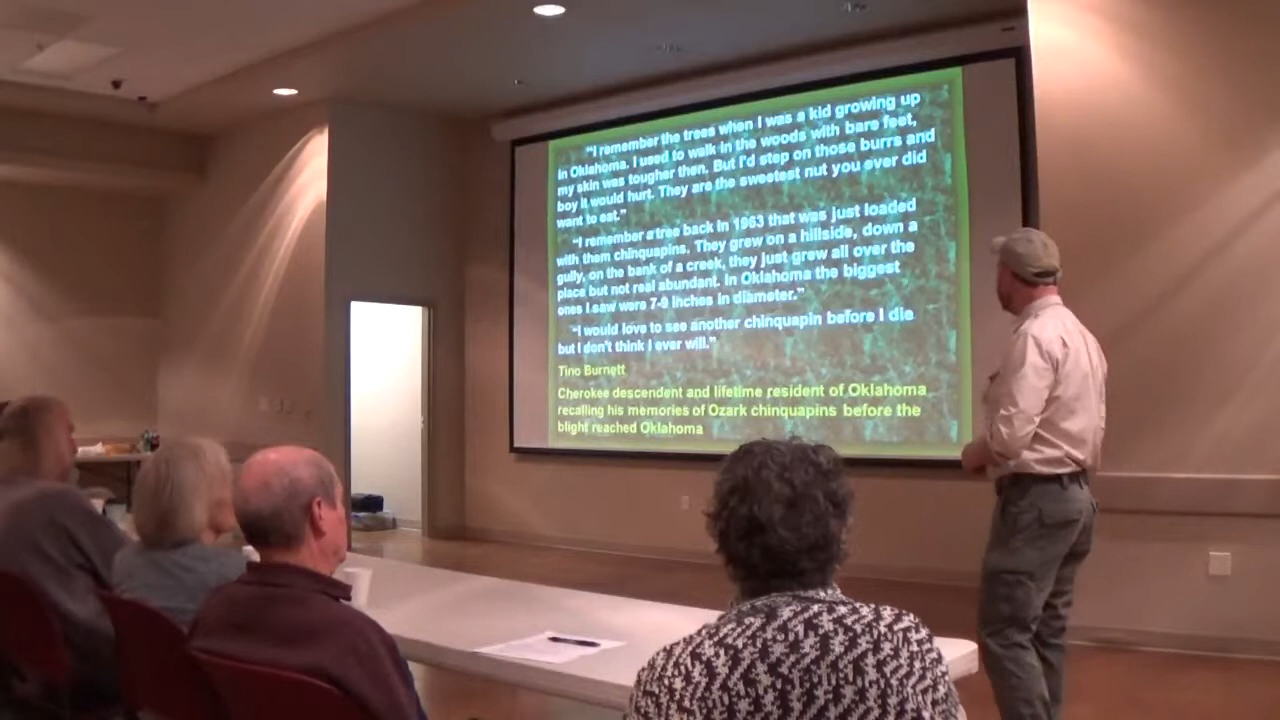 “I remember the trees when I was a kid growing up
in Oklahoma. I used to walk in the woods with bare feet,
my skin was tougher then. But I'd step on those burrs and
boy it would hurt. They are the sweetest nut you ever did
want to eat.”
“I remember a tree back in 1963 that was just loaded
with them chinquapins. They grew on a hillside, down a
gully, on the bank of a creek, they just grew all over the
place but not real abundant. In Oklahoma the biggest
ones I saw were 7-9 inches in diameter.”
“I would love to see another chinquapin before I die
but I don't think I ever will.”
Tino Burnett
Cherokee descendent and lifetime resident of Oklahoma
recalling his memories of Ozark chinquapins before the
blight reached Oklahoma